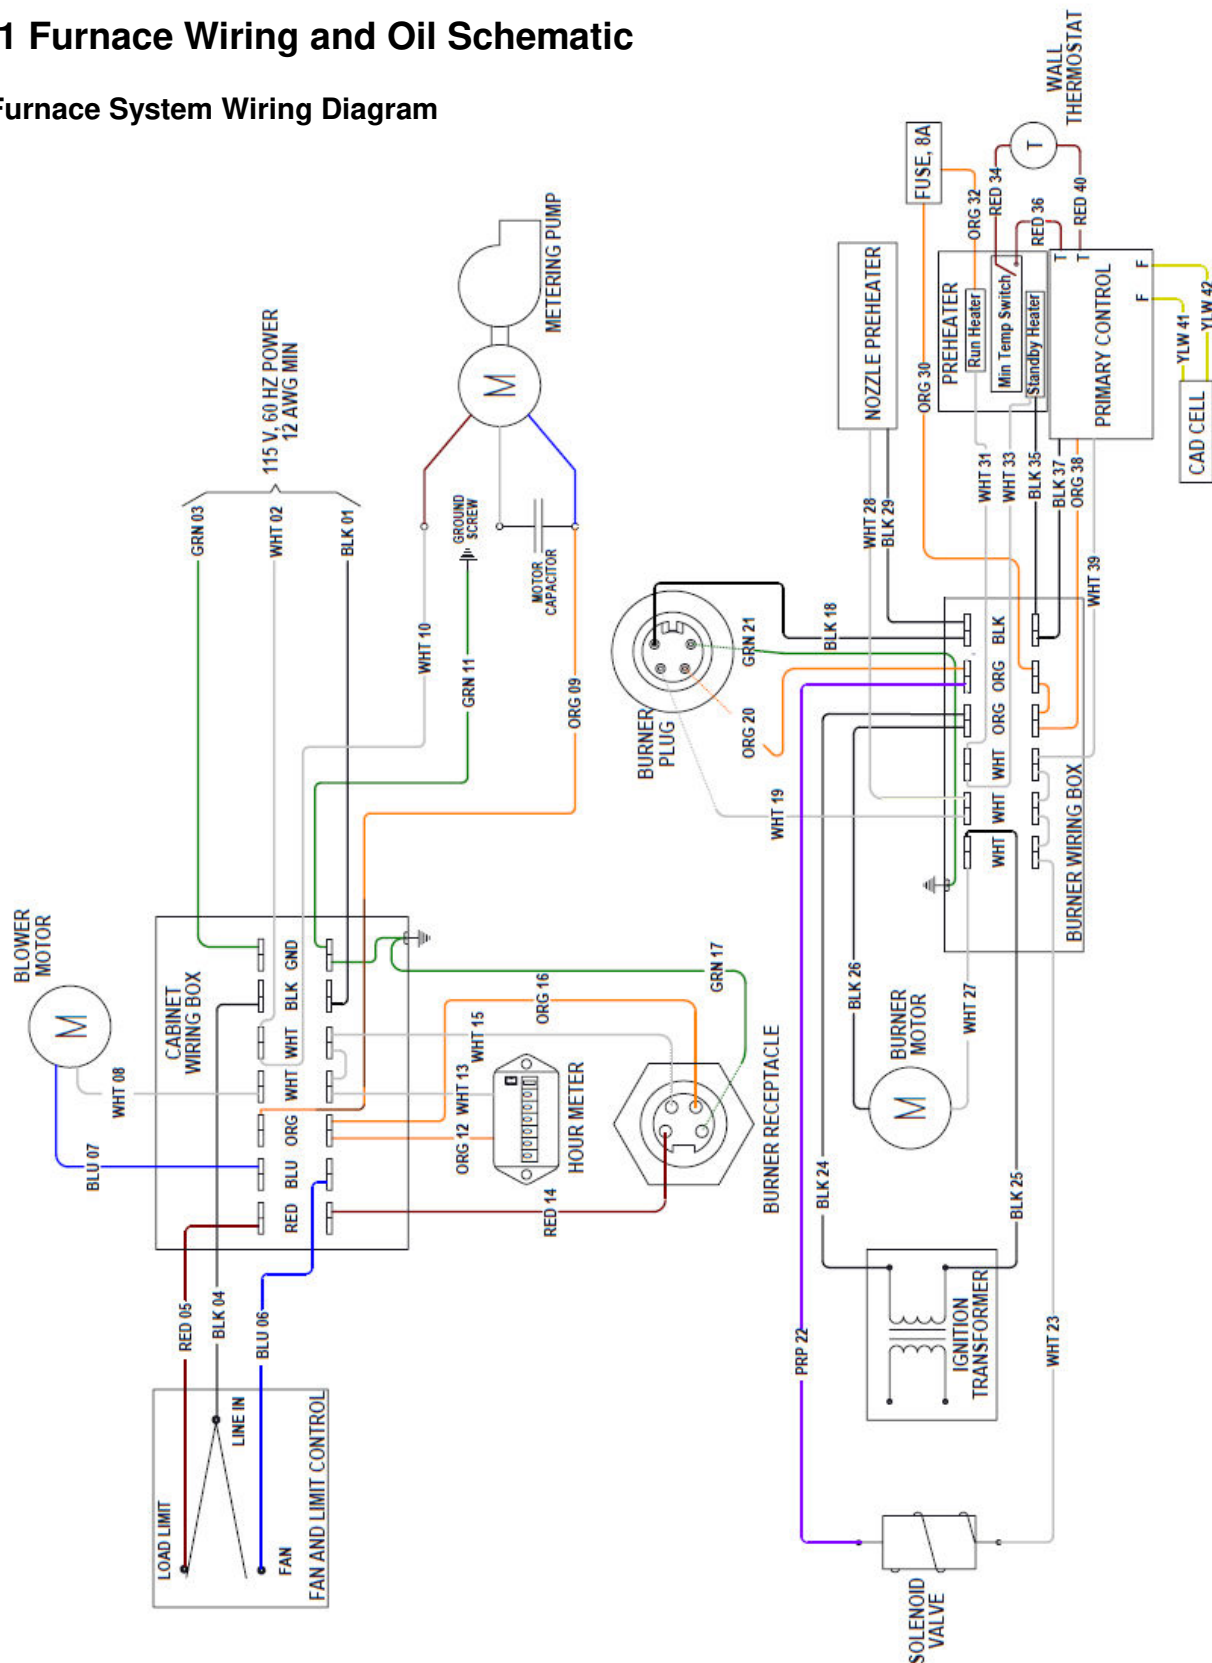 1 Furnace Wiring and Oil Schematic
Furnace System Wiring Diagram
WALL
THERMOSTAT
T
FUSE, 8A
RED 34
ORG 32
RED 36
RED 40
T
T
PREHEATER
Run Heater
Min Temp Switch
Standby Heater
PRIMARY CONTROL
F
F
YLW 41
YLW 42
CAD CELL
NOZZLE PREHEATER
ORG 30
WHT 28
BLK 29
WHT 31
WHT 33
BLK 35
BLK 37
ORG 38
WHT 39
METERING PUMP
M
115 V, 60 HZ POWER
12 AWG MIN
GRN 03
WHT 02
BLK 01
GROUND
SCREW
MOTOR
CAPACITOR
WHT 10
GRN 11
ORG 09
BURNER
PLUG
BLK 18
GRN 21
ORG 20
WHT 19
BLK
ORG
ORG
WHT
WHT
WHT
BURNER WIRING BOX
BLOWER
MOTOR
M
WHT 08
BLU 07
CABINET
WIRING BOX
GND
BLK
WHT
WHT
ORG
BLU
RED
GRN 17
ORG 16
WHT 15
WHT 13
ORG 12
HOUR METER
RED 14
BURNER RECEPTACLE
BLK 26
WHT 27
BURNER
MOTOR
M
BLK 24
BLK 25
IGNITION
TRANSFORMER
PRP 22
WHT 23
SOLENOID
VALVE
RED 05
BLK 04
BLU 06
LOAD LIMIT
LINE IN
FAN
FAN AND LIMIT CONTROL